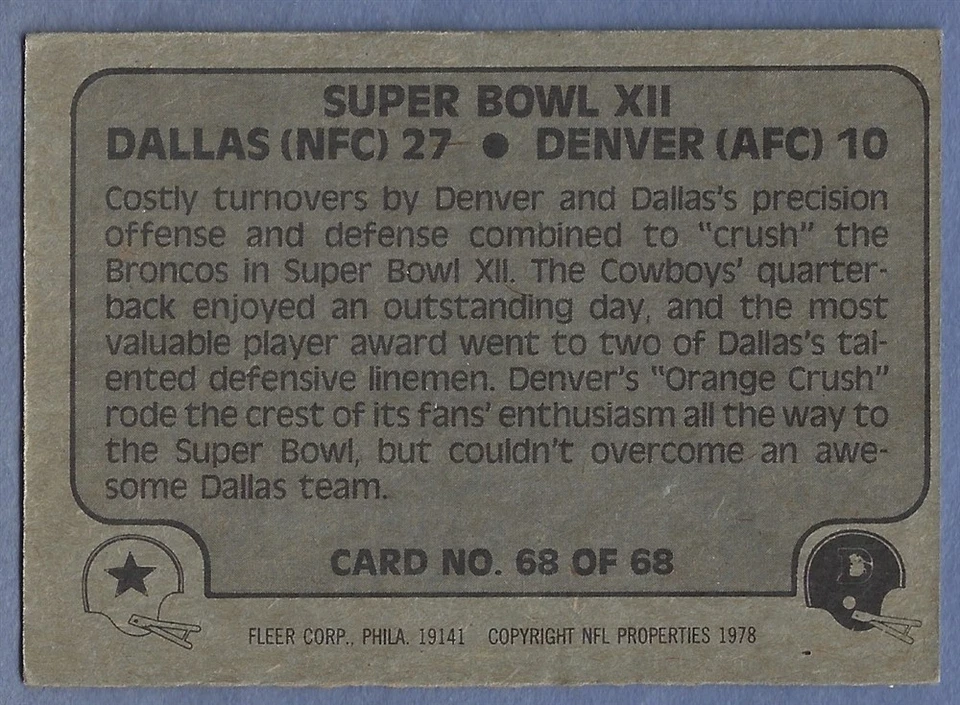 SUPER BOWL XII
DALLAS (NFC) 27 ● DENVER (AFC) 10
Costly turnovers by Denver and Dallas's precision
offense and defense combined to "crush" the
Broncos in Super Bowl XII. The Cowboys' quarter-
back enjoyed an outstanding day, and the most
valuable player award went to two of Dallas's tal-
ented defensive linemen. Denver's "Orange Crush"
rode the crest of its fans' enthusiasm all the way to
the Super Bowl, but couldn't overcome an awe-
some Dallas team.
CARD NO. 68 OF 68
D
FLEER CORP., PHILA. 19141 COPYRIGHT NFL PROPERTIES 1978